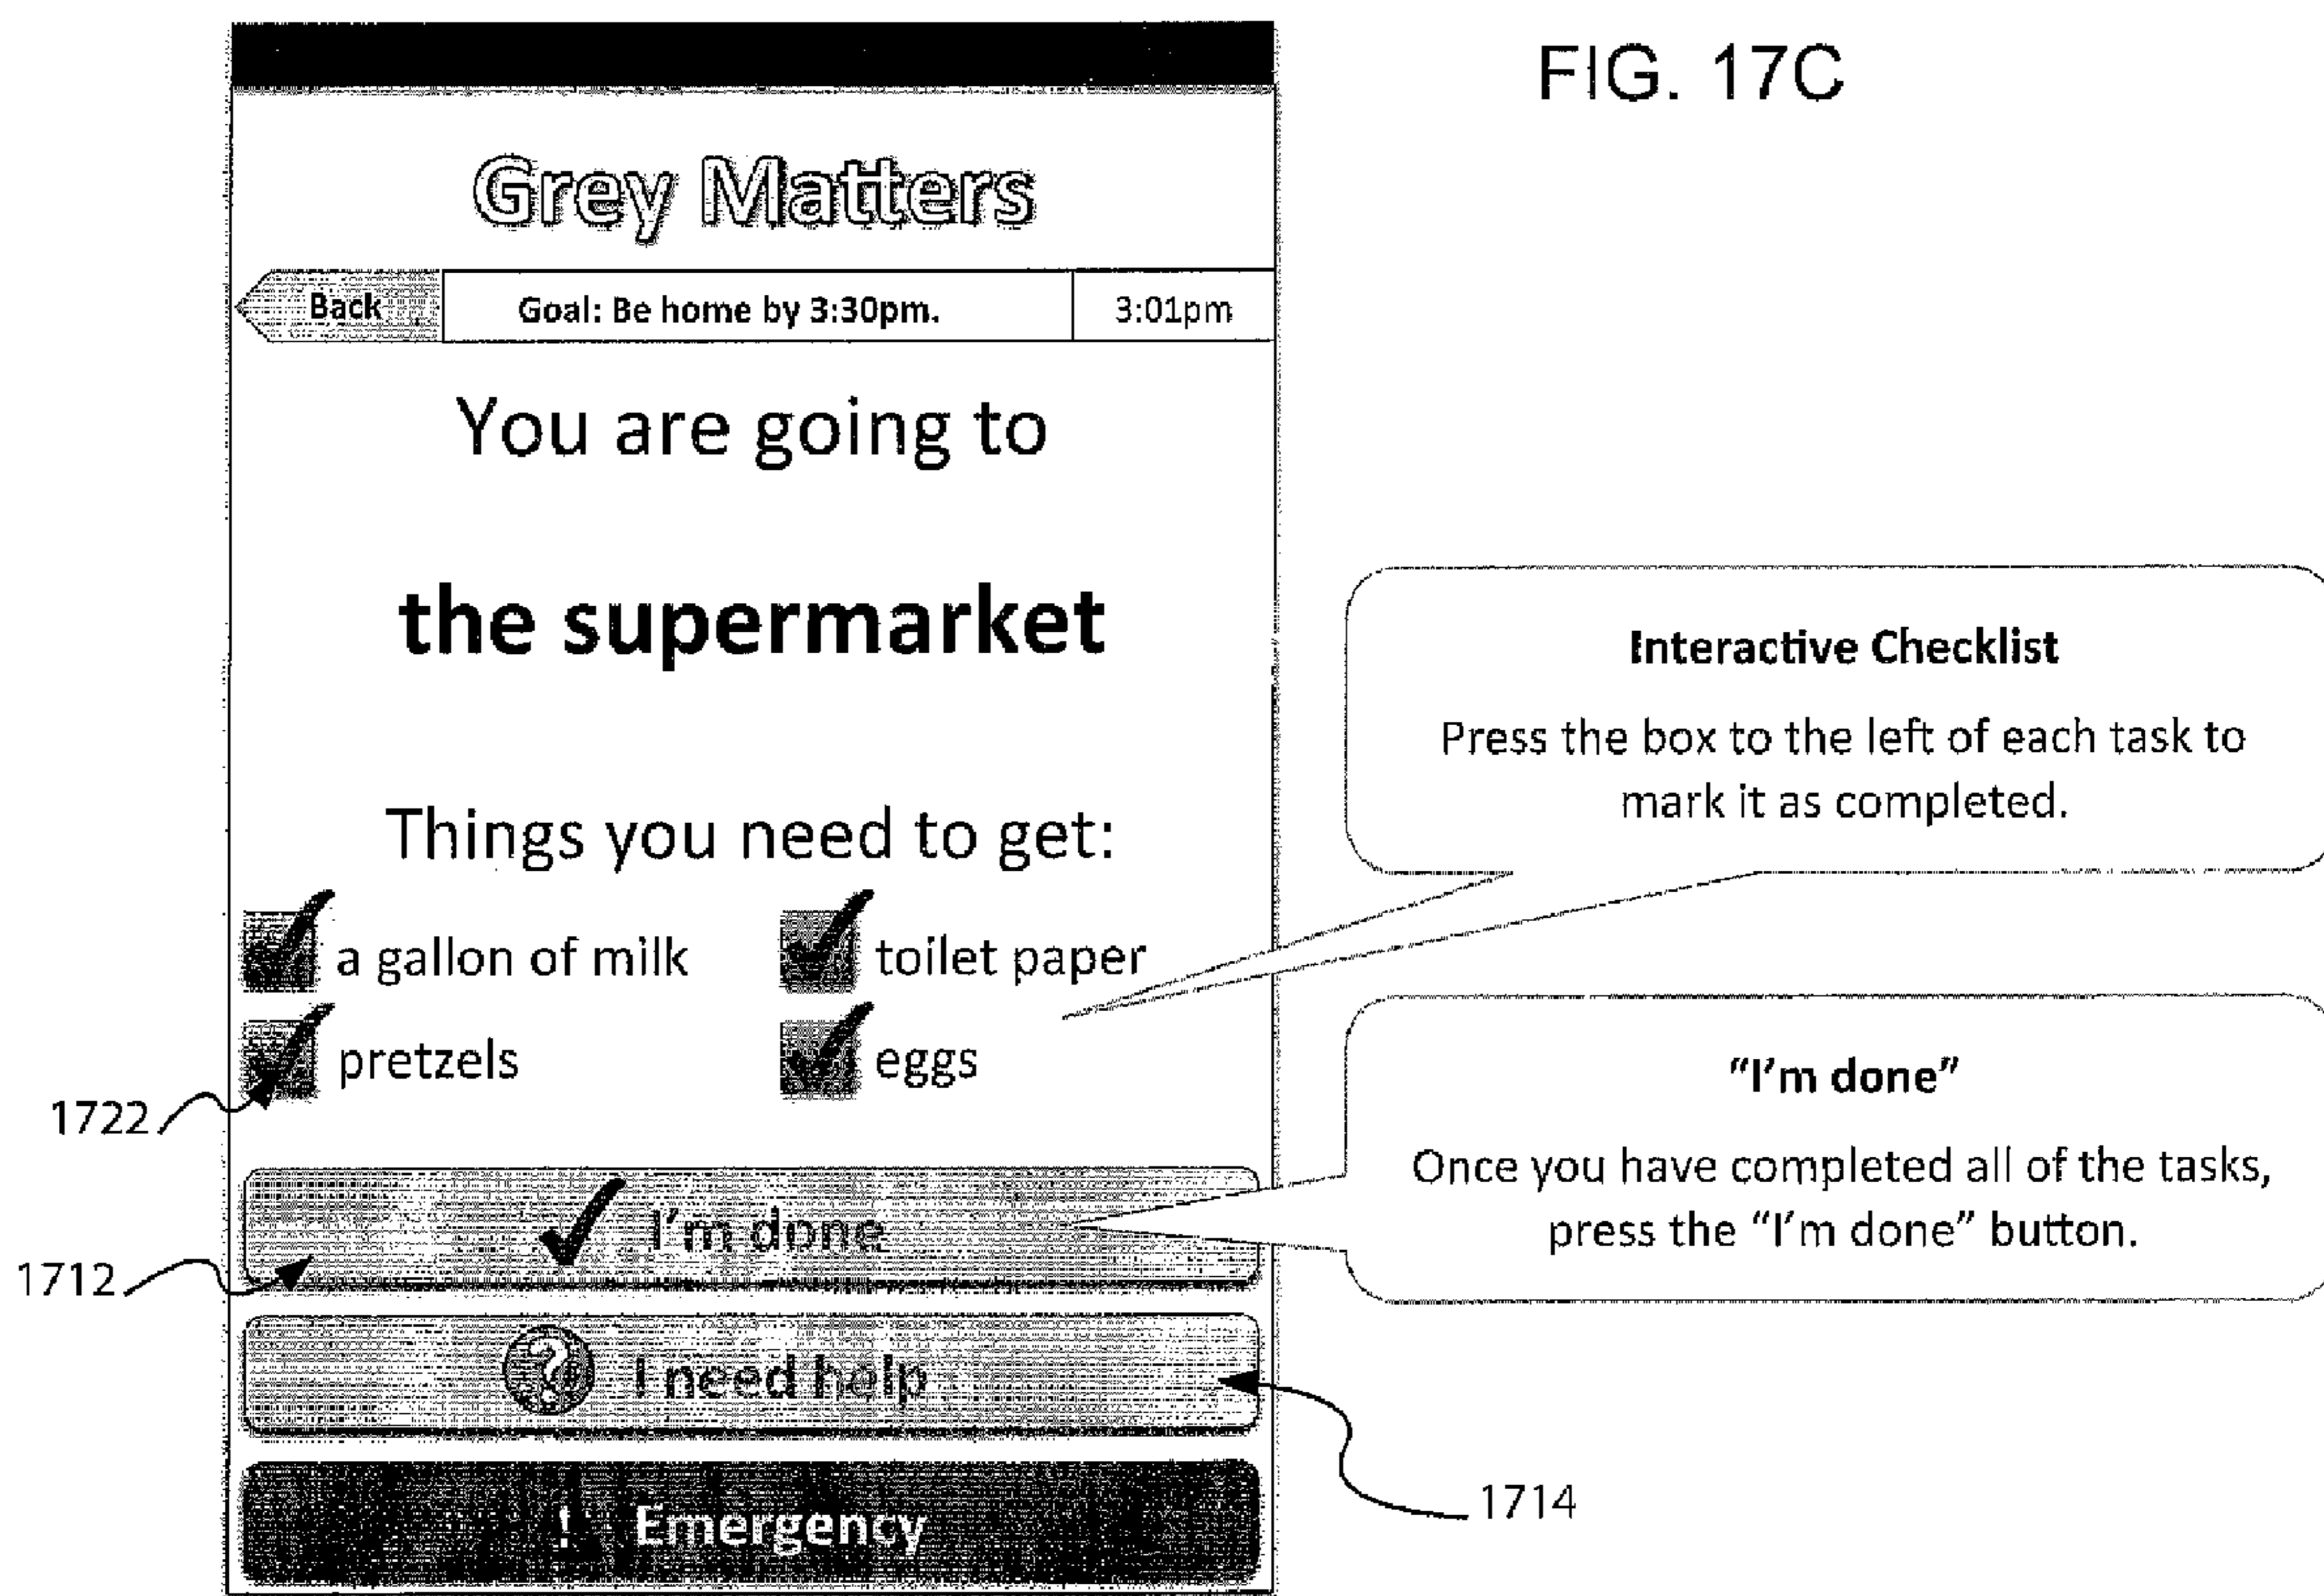 FIG. 17C
Grey Matters
Back Goal: Be home by 3:30pm. 3:01pm
You are going to
the supermarket
Things you need to get:
a gallon of milk toilet paper
pretzels eggs
1722
I'm done
1712
I need help
1714
! Emergency
Interactive Checklist
Press the box to the left of each task to
mark it as completed.
"I'm done"
Once you have completed all of the tasks,
press the "I'm done" button.